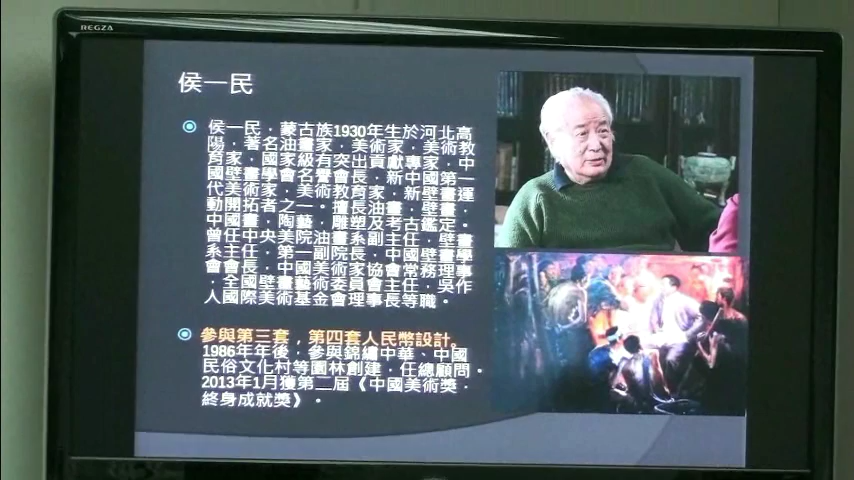 REGZA
侯一民
侯一民，蒙古族1930年生於河北高
陽，著名油畫家，美術家，美術教
育家，國家級有突出貢獻專家，中
國壁畫學會名譽會長，新中國第一
代美術家，美術教育家，新壁畫運
動開拓者之一。擅長油畫，壁畫，
中國畫，陶藝，雕塑及考古鑑定。
曾任中央美院油畫系副主任，壁畫
系主任，第一副院長，中國壁畫學
會會長，中國美術家協會常務理事
，全國壁畫藝術委員會主任，吳作
人國際美術基金會理事長等職。
參與第三套，第四套人民幣設計。
1986年年後，參與錦繡中華、中國
民俗文化村等園林創建，任總顧問。
2013年1月獲第二屆《中國美術獎，
終身成就獎》。